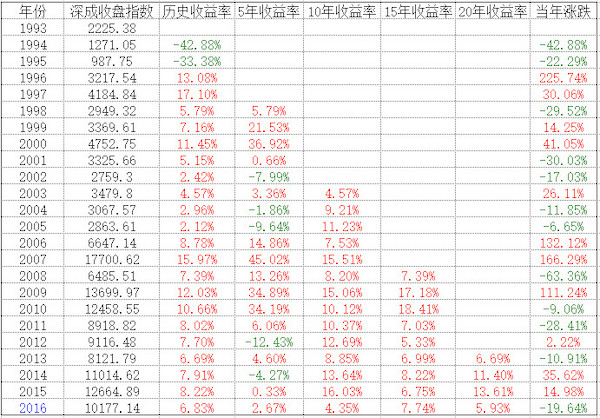 年份 深成收盘指数 历史收益率 5年收益率 10年收益率 15年收益率 20年收益率 当年涨跌
1993 2225.38
1994 1271.05 -42.88% -42.88%
1995 987.75 -33.38% -22.29%
1996 3217.54 13.08% 225.74%
1997 4184.84 17.10% 30.06%
1998 2949.32 5.79% 5.79% -29.52%
1999 3369.61 7.16% 21.53% 14.25%
2000 4752.75 11.45% 36.92% 41.05%
2001 3325.66 5.15% 0.66% -30.03%
2002 2759.3 2.42% -7.99% -17.03%
2003 3479.8 4.57% 3.36% 4.57% 26.11%
2004 3067.57 2.96% -1.86% 9.21% -11.85%
2005 2863.61 2.12% -9.64% 11.23% -6.65%
2006 6647.14 8.78% 14.86% 7.53% 132.12%
2007 17700.62 15.97% 45.02% 15.51% 166.29%
2008 6485.51 7.39% 13.26% 8.20% 7.39% -63.36%
2009 13699.97 12.03% 34.89% 15.06% 17.18% 111.24%
2010 12458.55 10.66% 34.19% 10.12% 18.41% -9.06%
2011 8918.82 8.02% 6.06% 10.37% 7.03% -28.41%
2012 9116.48 7.70% -12.43% 12.69% 5.33% 2.22%
2013 8121.79 6.69% 4.60% 8.85% 6.99% 6.69% -10.91%
2014 11014.62 7.91% -4.27% 13.64% 8.22% 11.40% 35.62%
2015 12664.89 8.22% 0.33% 16.03% 6.75% 13.61% 14.98%
2016 10177.14 6.83% 2.67% 4.35% 7.74% 5.93% -19.64%